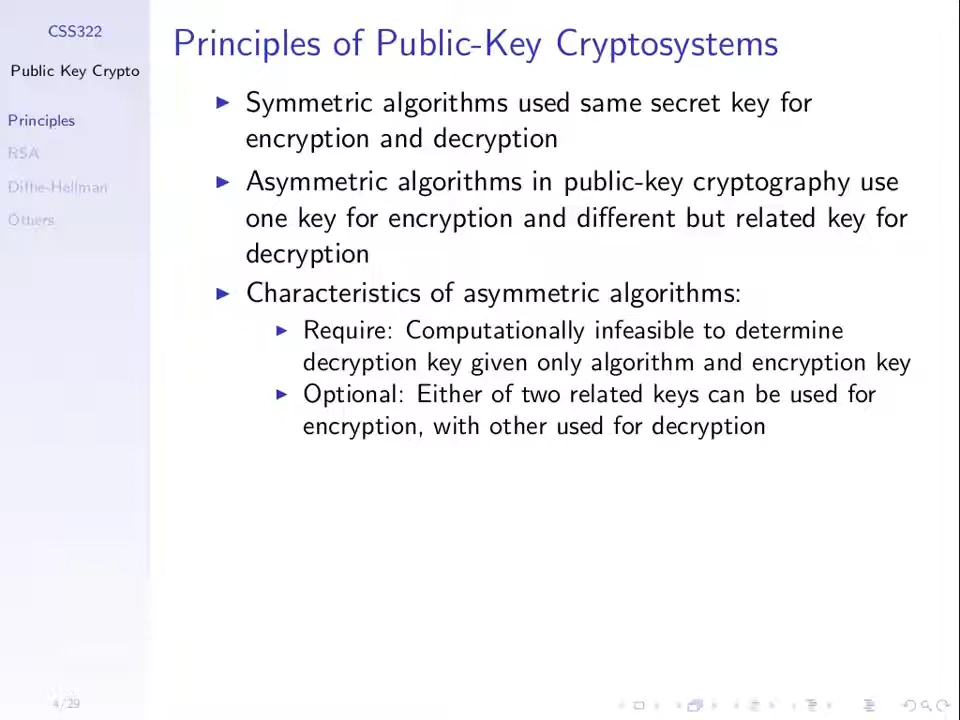 CSS322
Public Key Crypto
Principles
RSA
Diffie-Hellman
Others
Principles of Public-Key Cryptosystems
Symmetric algorithms used same secret key for
encryption and decryption
Asymmetric algorithms in public-key cryptography use
one key for encryption and different but related key for
decryption
Characteristics of asymmetric algorithms:
Require: Computationally infeasible to determine
decryption key given only algorithm and encryption key
Optional: Either of two related keys can be used for
encryption, with other used for decryption
4/29